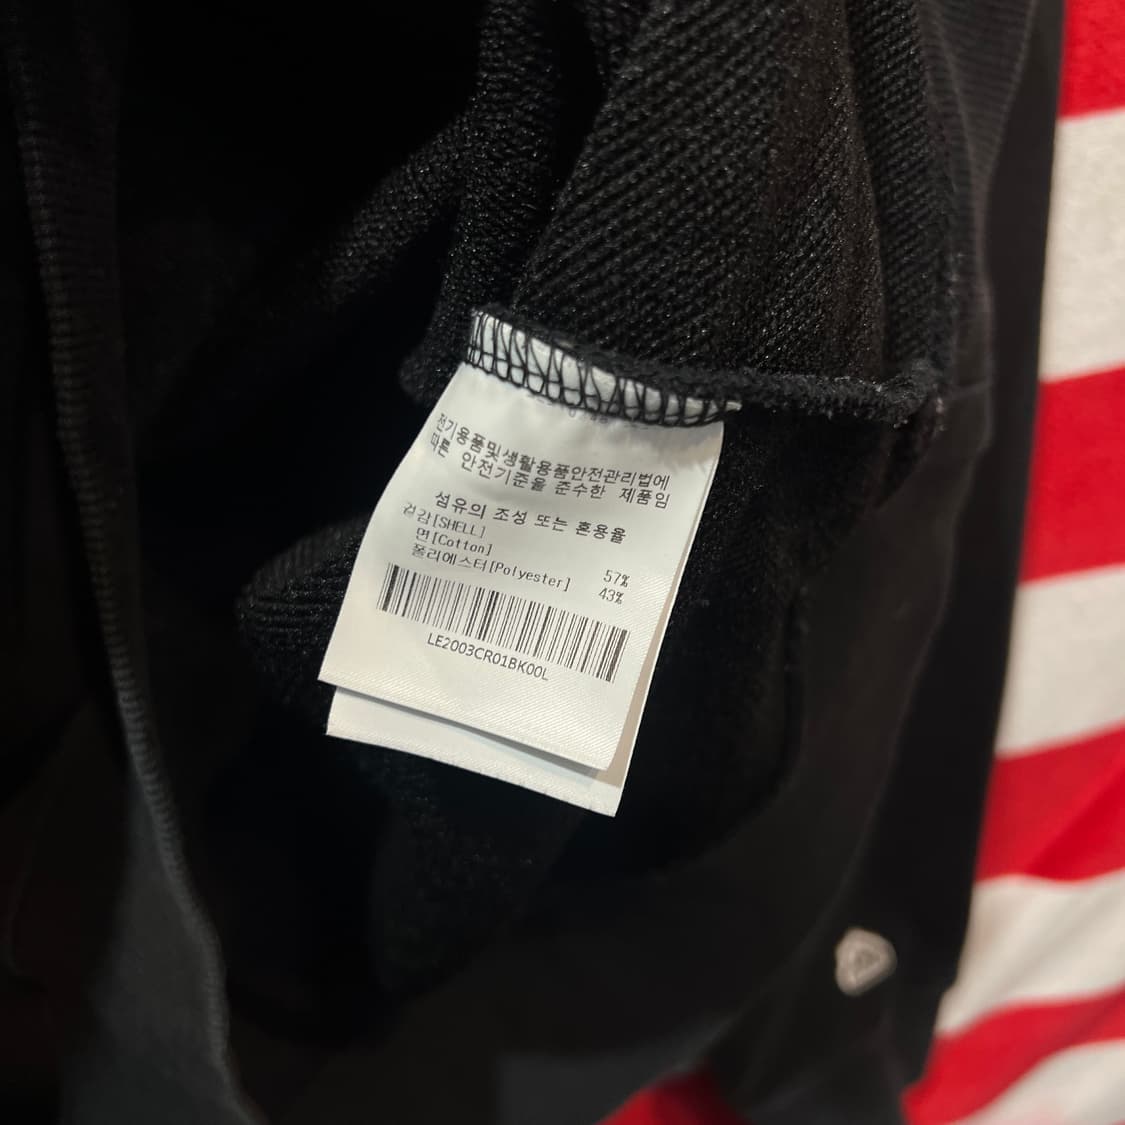 전기용품및생활용품안전관리법에
따른 안전기준을 준수한 제품임
섬유의 조성 또는 혼용율
겉감[SHELL]
면[Cotton] 57%
폴리에스터[Polyester] 43%
LE2003CR01BK00L